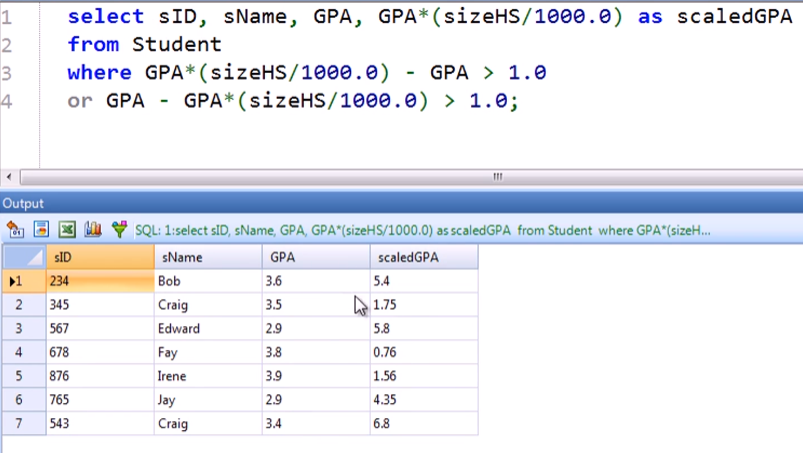 1 select sID, sName, GPA, GPA*(sizeHS/1000.0) as scaledGPA
2 from Student
3 where GPA*(sizeHS/1000.0) - GPA > 1.0
4 or GPA - GPA*(sizeHS/1000.0) > 1.0;
Output
SQL: 1:select sID, sName, GPA, GPA*(sizeHS/1000.0) as scaledGPA from Student where GPA*(sizeH...
sID sName GPA scaledGPA
1 234 Bob 3.6 5.4
2 345 Craig 3.5 1.75
3 567 Edward 2.9 5.8
4 678 Fay 3.8 0.76
5 876 Irene 3.9 1.56
6 765 Jay 2.9 4.35
7 543 Craig 3.4 6.8